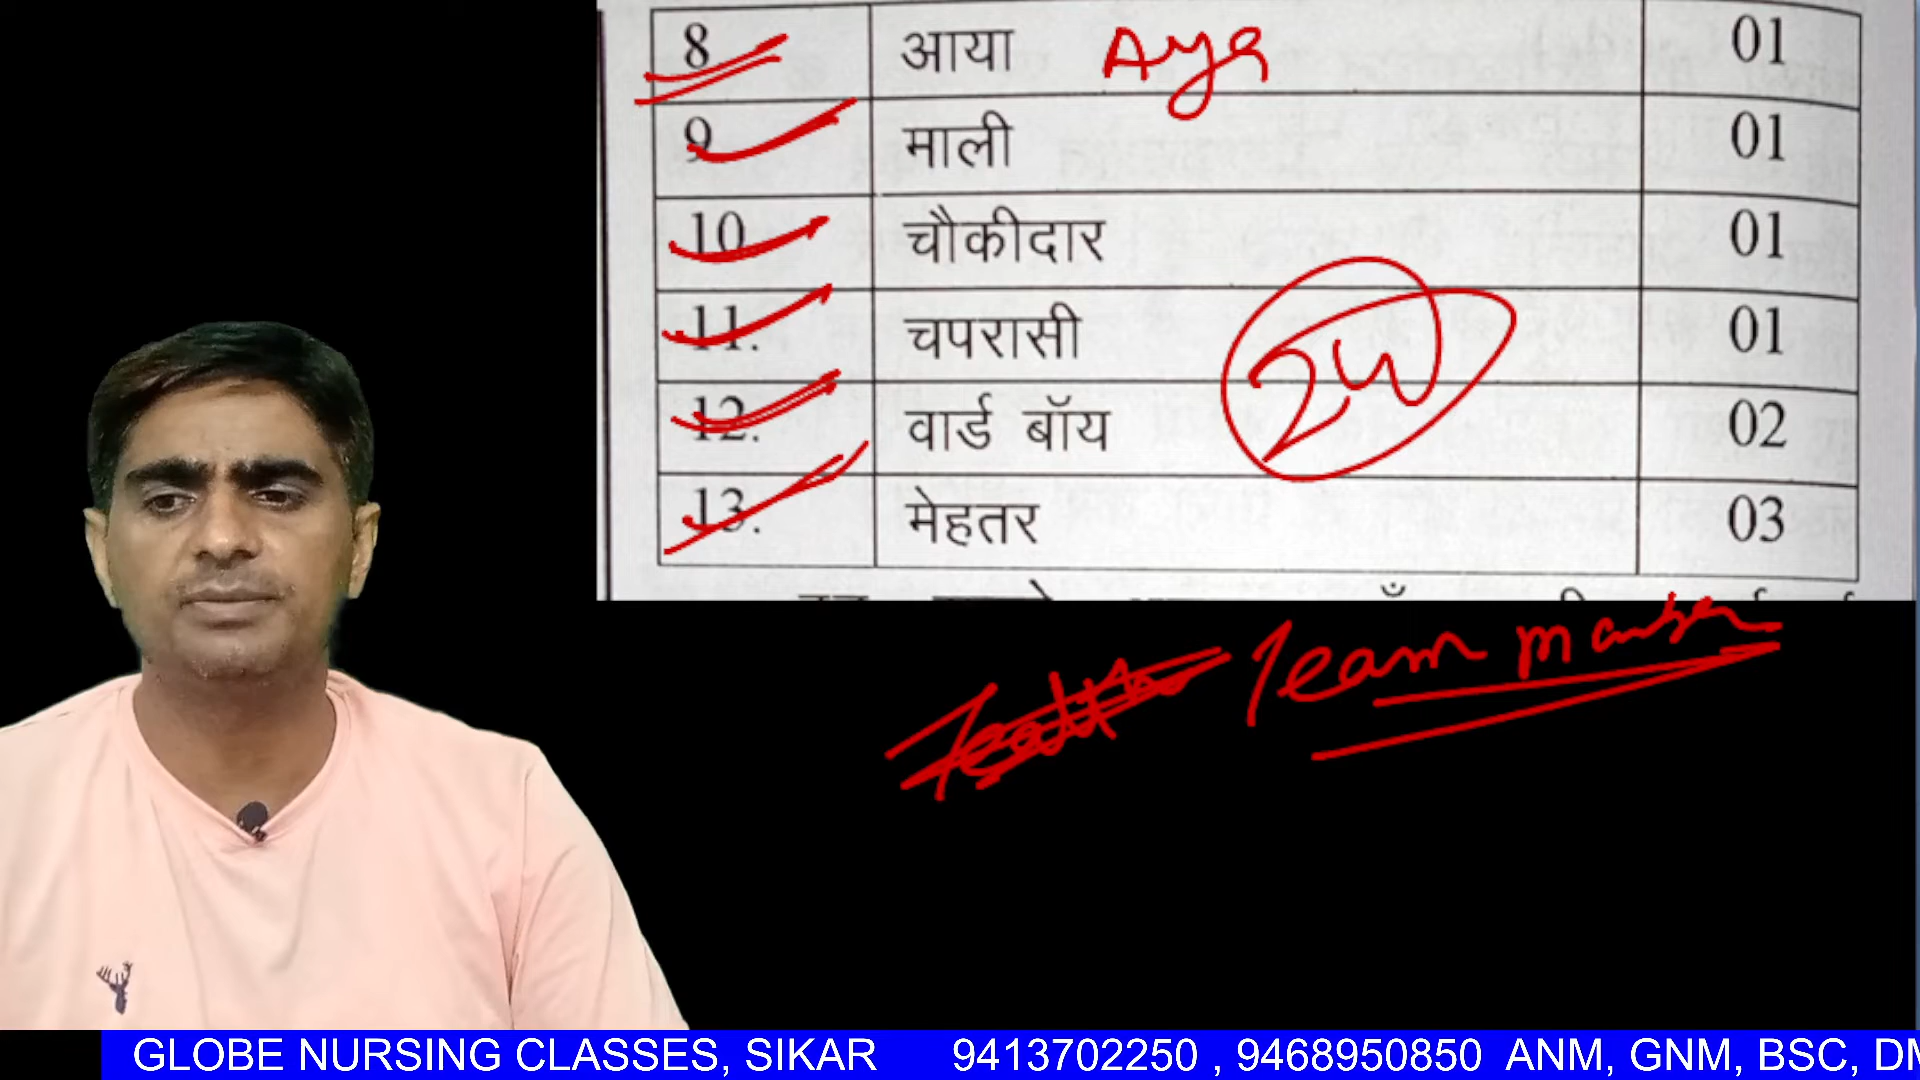 8 आया Aya 01
9 माली 01
10 चौकीदार 01
11. चपरासी 01
12. वार्ड बॉय 02
24
13. मेहतर 03
Team
GLOBE NURSING CLASSES, SIKAR 9413702250 , 9468950850 ANM, GNM, BSC, DM